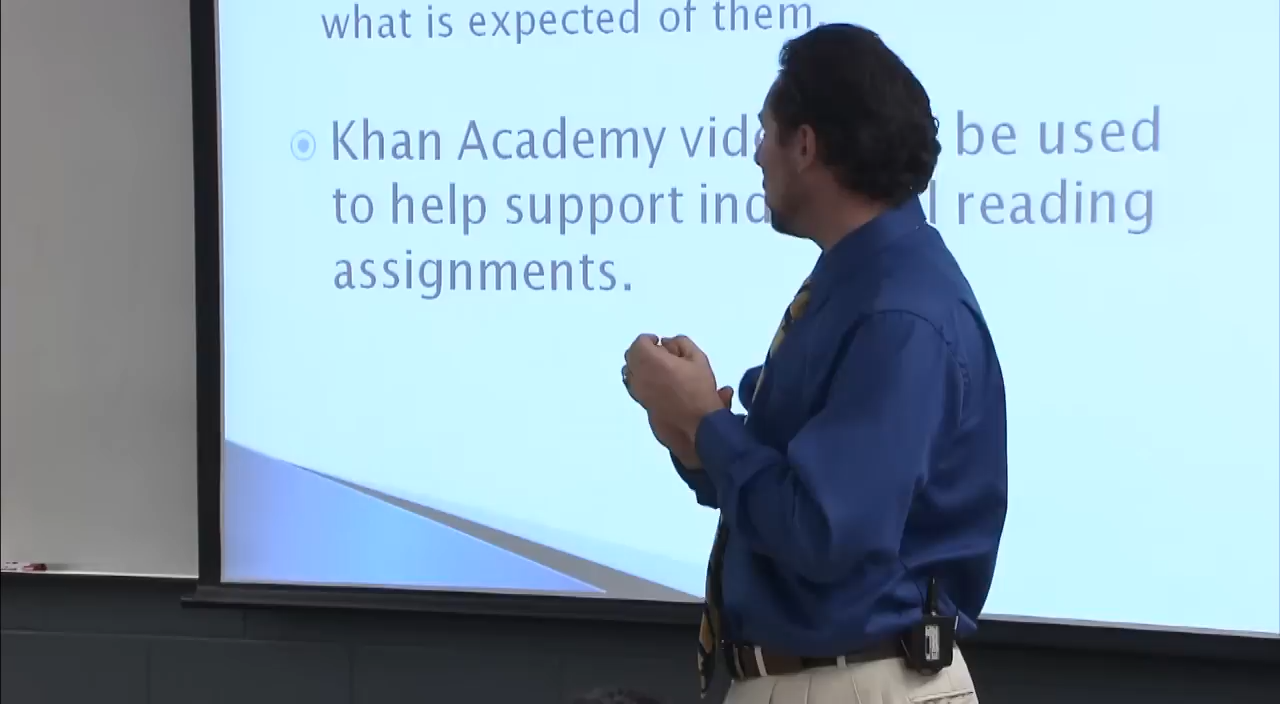 what is expected of them.
Khan Academy vid be used
to help support ind l reading
assignments.